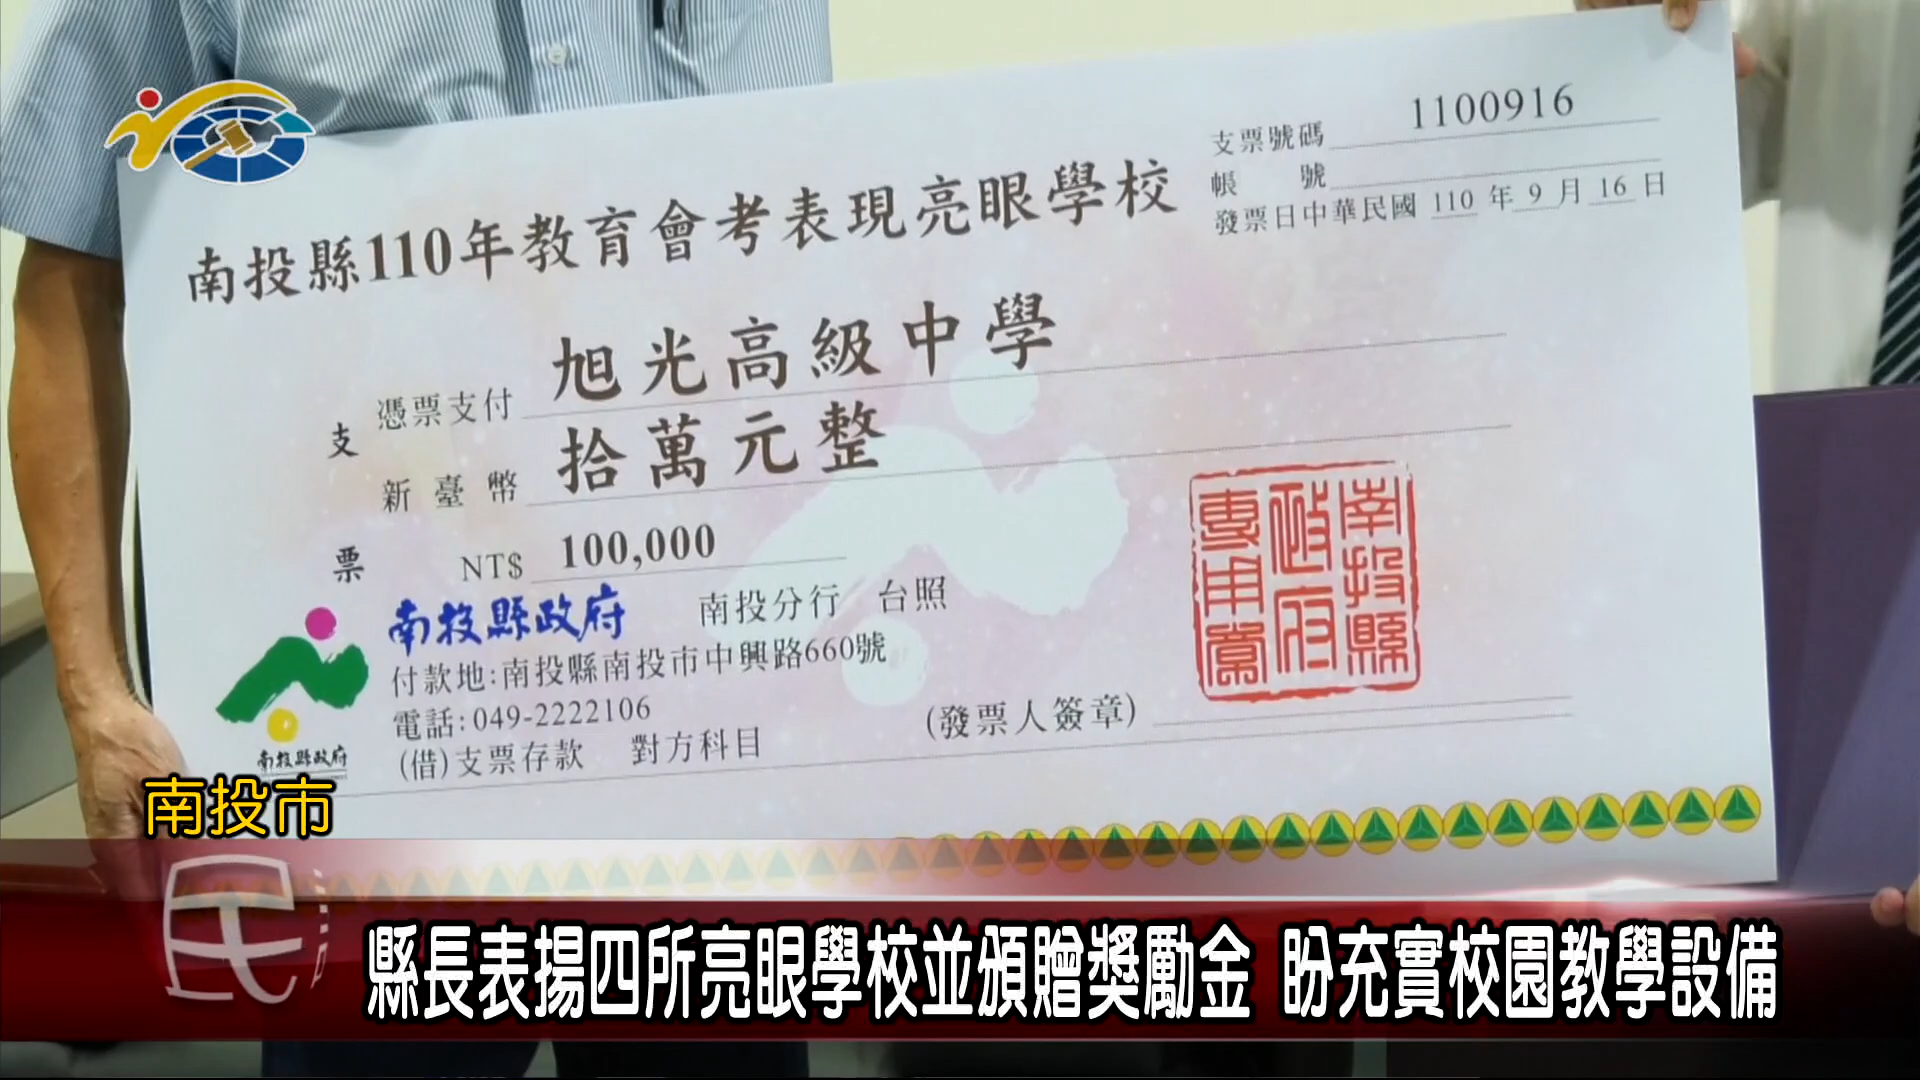 支票號碼 1100916
帳 號
發票日中華民國 110 年 9 月 16 日
南投縣110年教育會考表現亮眼學校
憑票支付 旭光高級中學
支
新臺幣 拾萬元整
票
NT$ 100,000
南投縣政府 南投分行 台照
付款地:南投縣南投市中興路660號
電話:049-2222106
(借)支票存款 對方科目
(發票人簽章)
南投縣
政府
專用章
南投縣政府
南投市
民
縣長表揚四所亮眼學校並頒贈獎勵金 盼充實校園教學設備